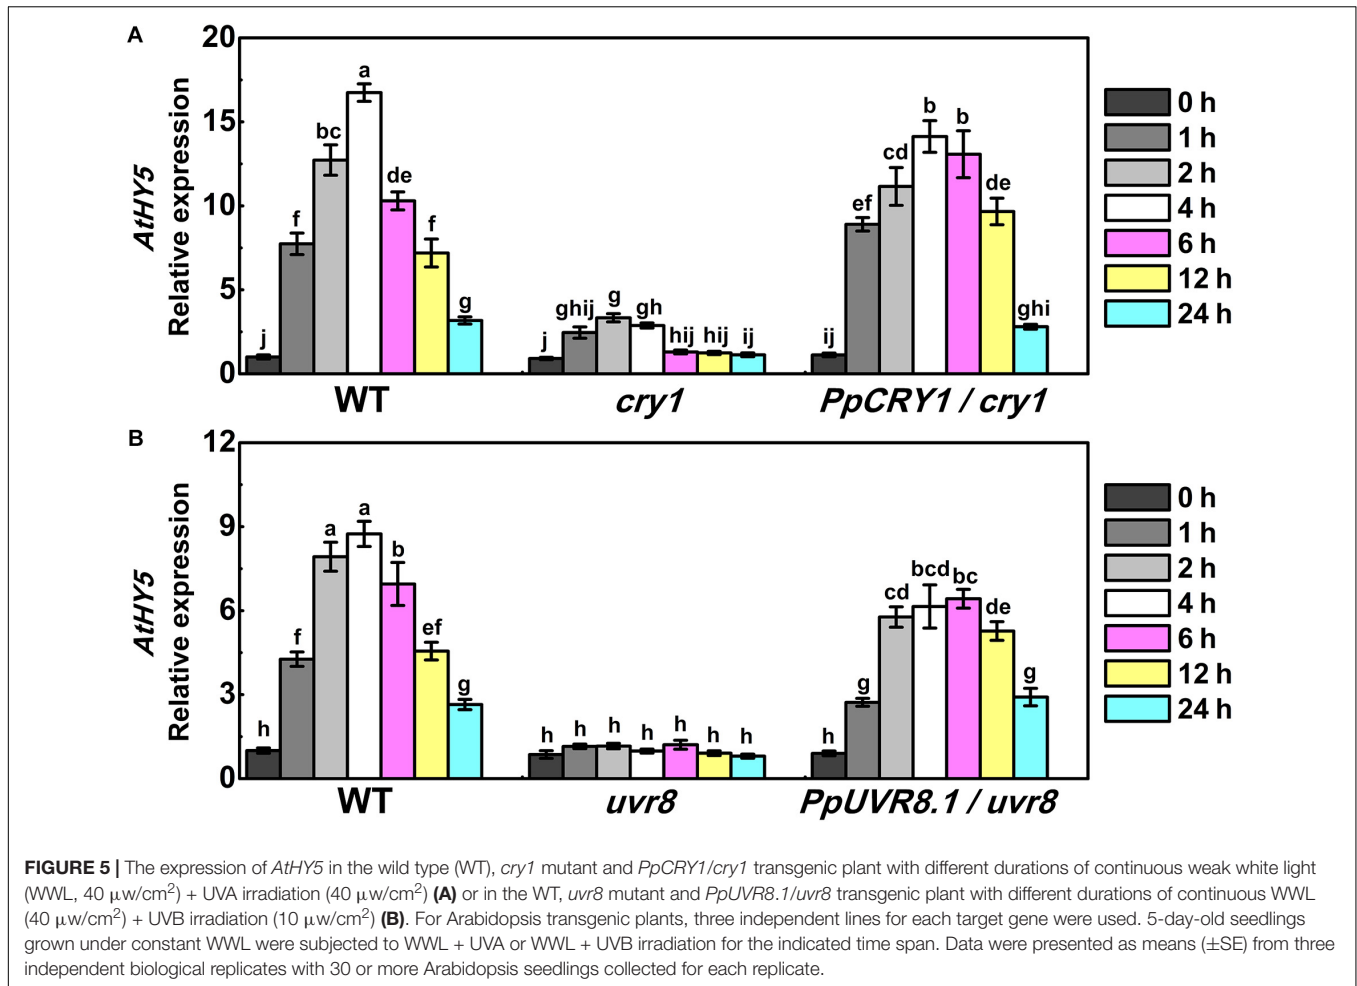 A
20
15
10
5
0
AtHY5
Relative expression
j f bc a de f g
j ghij g gh hij hij ij
ij ef cd b b de ghi
WT cry1 PpCRY1 / cry1
0 h
1 h
2 h
4 h
6 h
12 h
24 h
B
12
9
6
3
0
AtHY5
Relative expression
h f a a b ef g
h h h h h h h
h g cd bcd bc de g
WT uvr8 PpUVR8.1 / uvr8
0 h
1 h
2 h
4 h
6 h
12 h
24 h
FIGURE 5 | The expression of AtHY5 in the wild type (WT), cry1 mutant and PpCRY1/cry1 transgenic plant with different durations of continuous weak white light
(WWL, 40 μw/cm2) + UVA irradiation (40 μw/cm2) (A) or in the WT, uvr8 mutant and PpUVR8.1/uvr8 transgenic plant with different durations of continuous WWL
(40 μw/cm2) + UVB irradiation (10 μw/cm2) (B). For Arabidopsis transgenic plants, three independent lines for each target gene were used. 5-day-old seedlings
grown under constant WWL were subjected to WWL + UVA or WWL + UVB irradiation for the indicated time span. Data were presented as means (±SE) from three
independent biological replicates with 30 or more Arabidopsis seedlings collected for each replicate.